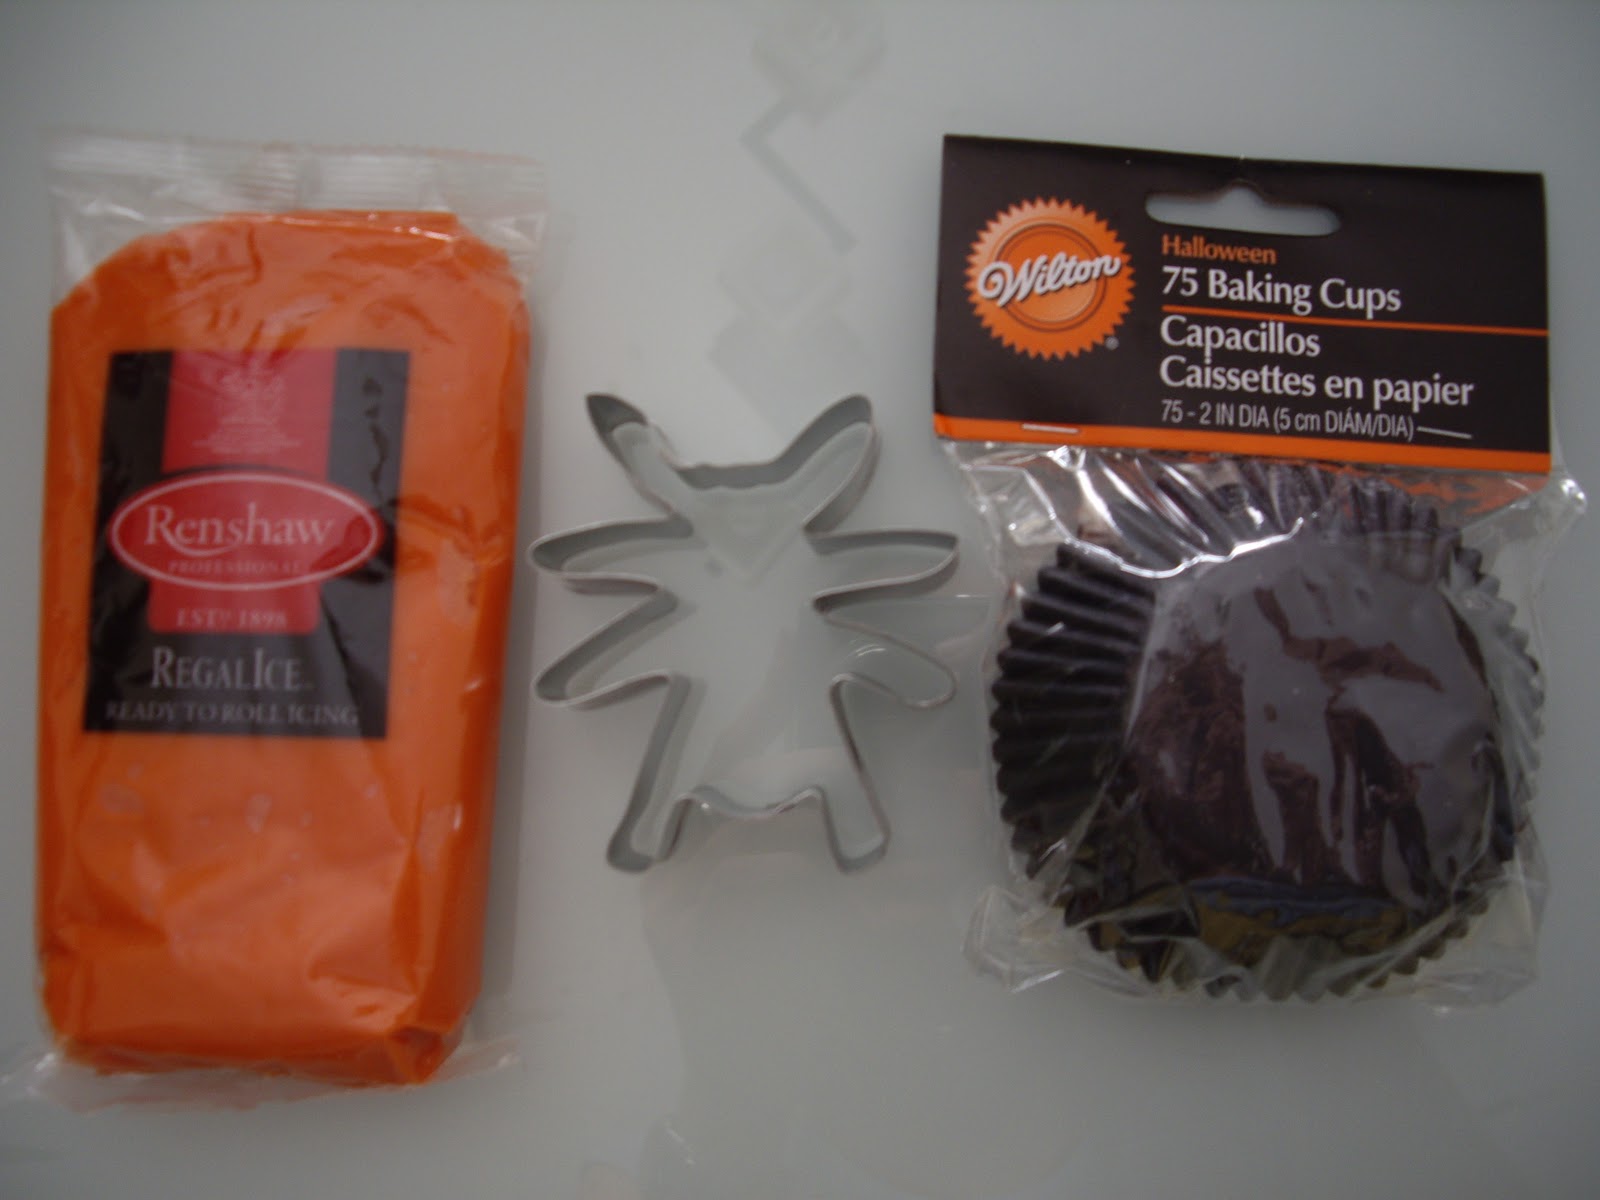 Renshaw
PROFESSIONAL
ESTD 1898
REGALICE
READY TO ROLL ICING
Wilton
®
Halloween
75 Baking Cups
Capacillos
Caissettes en papier
75 - 2 IN DIA (5 cm DIÁM/DIA)